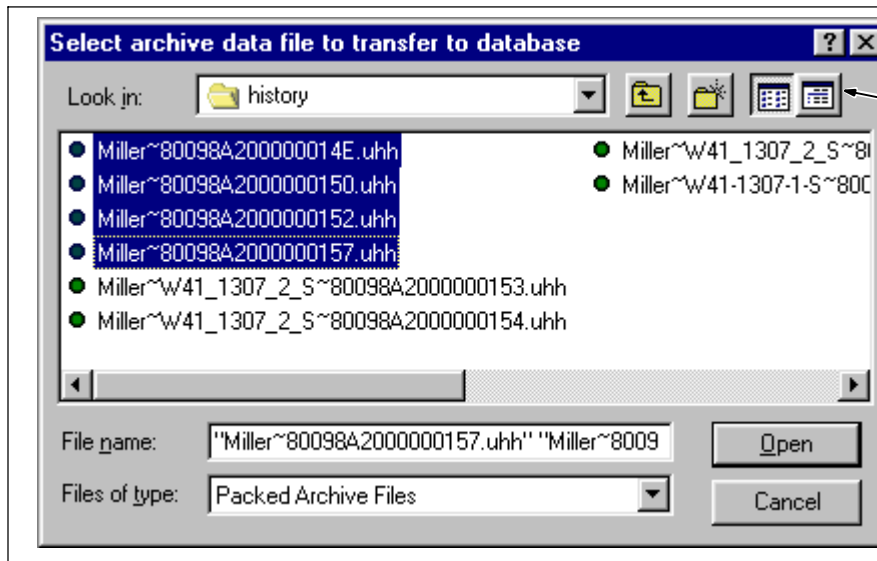 Select archive data file to transfer to database
Look in: history
Miller~80098A200000014E.uhh
Miller~80098A2000000150.uhh
Miller~80098A2000000152.uhh
Miller~80098A2000000157.uhh
Miller~W41_1307_2_S~80098A2000000153.uhh
Miller~W41_1307_2_S~80098A2000000154.uhh
Miller~W41_1307_2_S~8
Miller~W41-1307-1-S~800
File name: "Miller~80098A2000000157.uhh" "Miller~8009
Open
Files of type: Packed Archive Files
Cancel